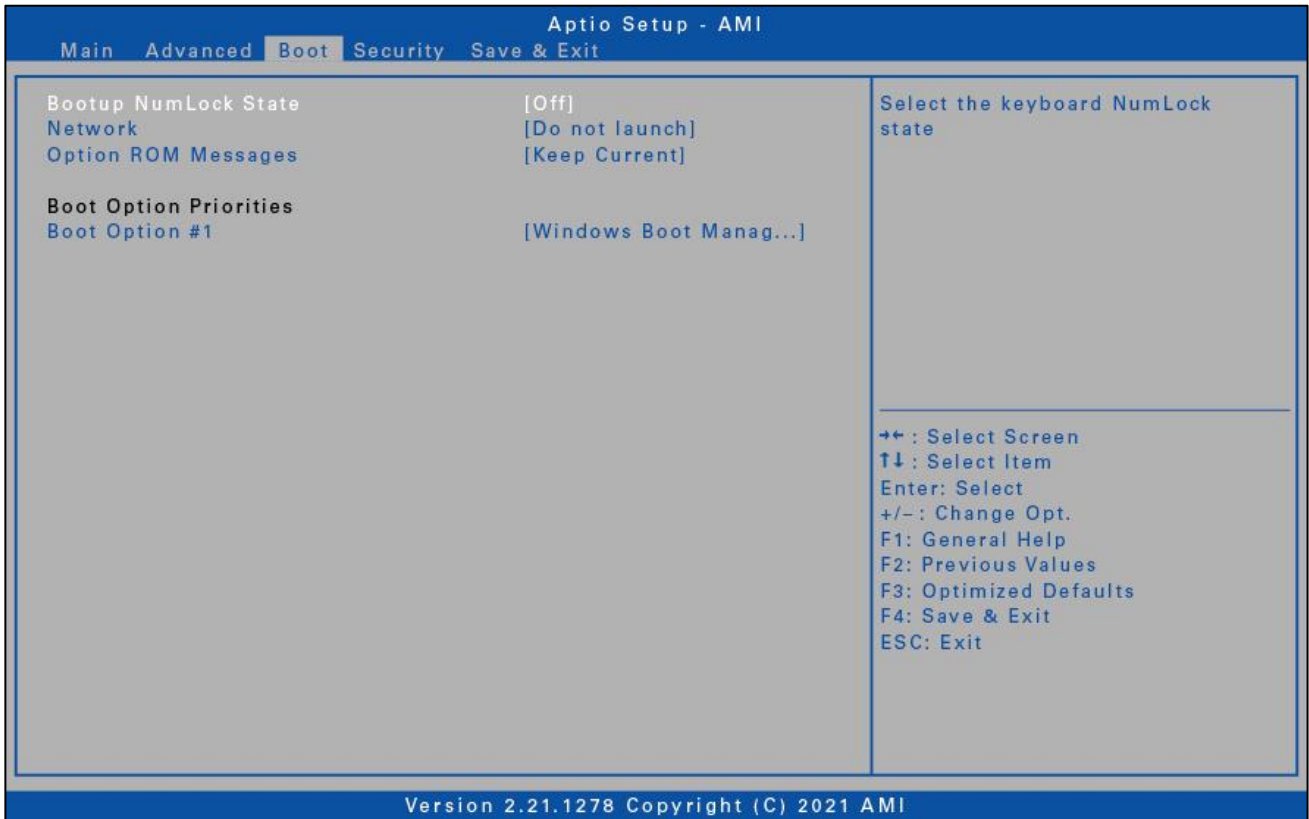 Aptio Setup - AMI
Main Advanced Boot Security Save & Exit
Bootup NumLock State [Off]
Network [Do not launch]
Option ROM Messages [Keep Current]
Boot Option Priorities
Boot Option #1 [Windows Boot Manag...]
Select the keyboard NumLock
state
→← : Select Screen
↑↓ : Select Item
Enter: Select
+/– : Change Opt.
F1: General Help
F2: Previous Values
F3: Optimized Defaults
F4: Save & Exit
ESC: Exit
Version 2.21.1278 Copyright (C) 2021 AMI